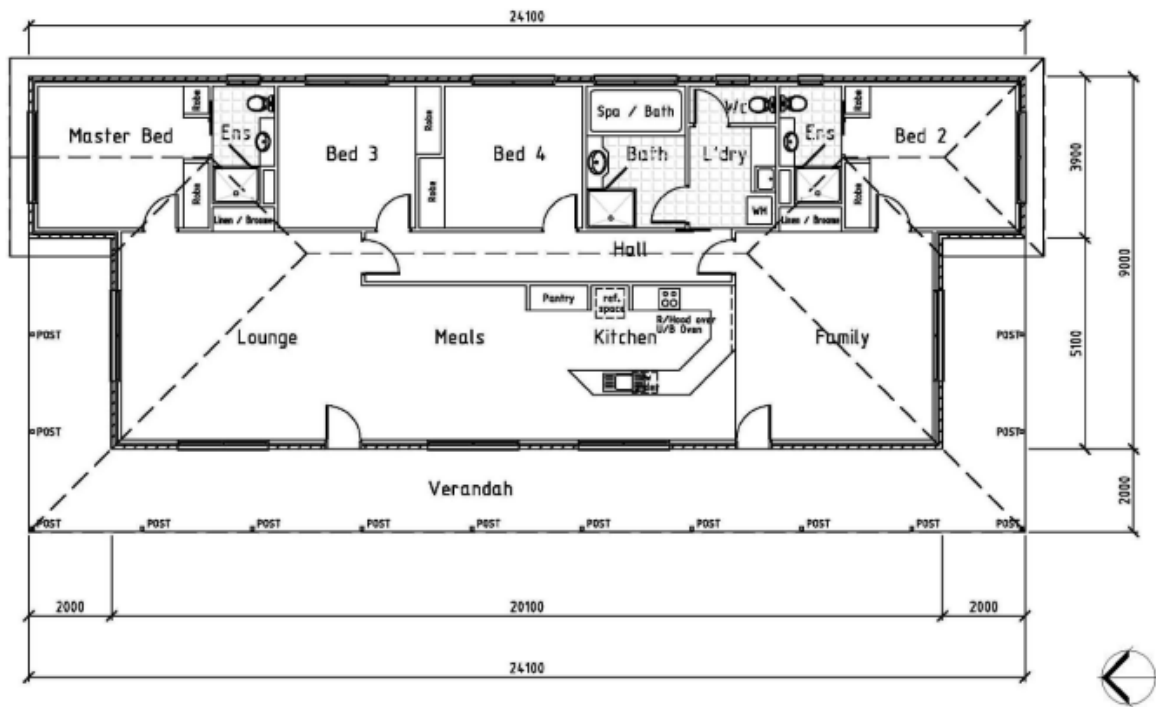 24100
Robe
Ens
Spa / Bath
W/c
Ens
Robe
Master Bed
Bed 3
Robe
Bed 4
Bath
L'dry
Bed 2
3900
Robe
Robe
Robe
Linen / Brooms
WM
Linen / Brooms
Hall
9000
Pantry
ref.
space
R/Hood over
U/B Oven
POST
Lounge
Meals
Kitchen
Family
POST
5100
POST
POST
Verandah
2000
POST
POST
POST
POST
POST
POST
POST
POST
POST
POST
2000
20100
2000
24100